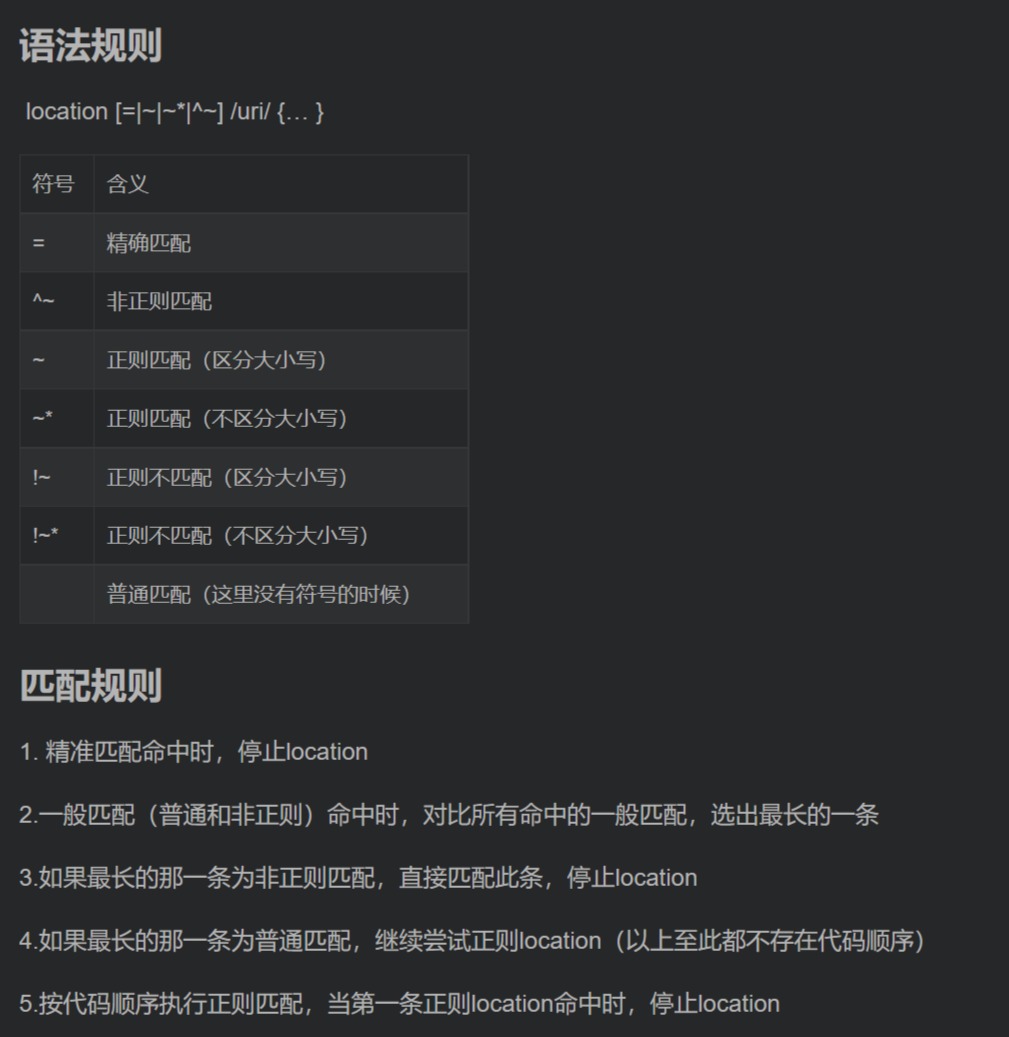 语法规则
location [=|~|~*|^~] /uri/ {… }
符号 含义
= 精确匹配
^~ 非正则匹配
~ 正则匹配（区分大小写）
~* 正则匹配（不区分大小写）
!~ 正则不匹配（区分大小写）
!~* 正则不匹配（不区分大小写）
普通匹配（这里没有符号的时候）
匹配规则
1. 精准匹配命中时，停止location
2.一般匹配（普通和非正则）命中时，对比所有命中的一般匹配，选出最长的一条
3.如果最长的那一条为非正则匹配，直接匹配此条，停止location
4.如果最长的那一条为普通匹配，继续尝试正则location（以上至此都不存在代码顺序）
5.按代码顺序执行正则匹配，当第一条正则location命中时，停止location